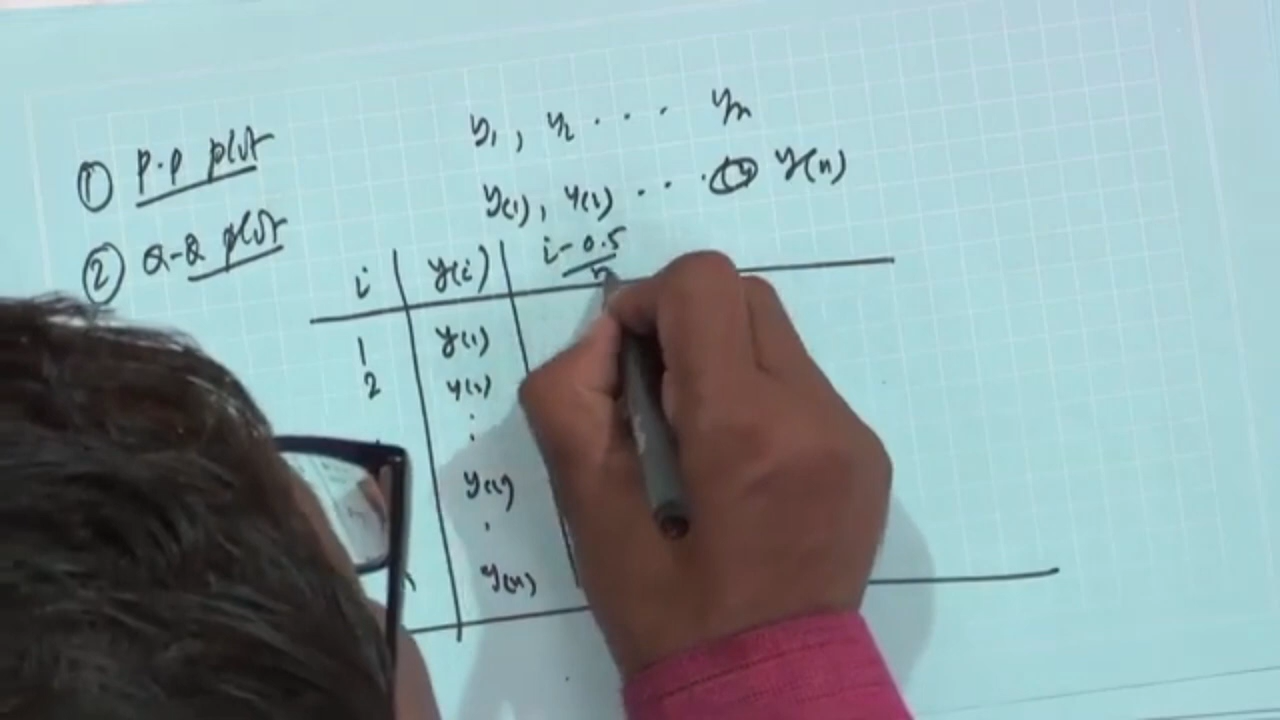 ① P.P plot
② Q-Q plot
y₁, y₂ . . . yₙ
y(1), y(2) . . . y(n)
i | y(i) | i - 0.5 / n
1 y(1)
2 y(2)
:
y(i)
.
n y(n)